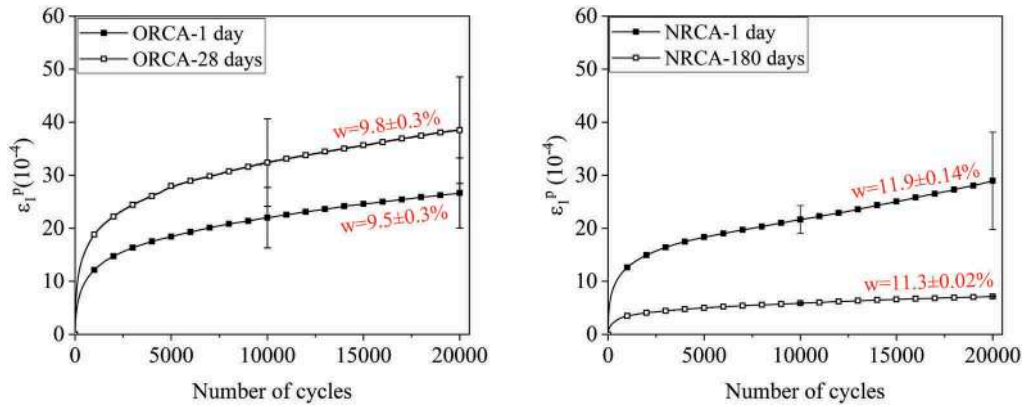 60
50
40
30
20
10
0
ε₁ᵖ(10⁻⁴)
ORCA-1 day
ORCA-28 days
w=9.8±0.3%
w=9.5±0.3%
0 5000 10000 15000 20000
Number of cycles
60
50
40
30
20
10
0
ε₁ᵖ (10⁻⁴)
NRCA-1 day
NRCA-180 days
w=11.9±0.14%
w=11.3±0.02%
0 5000 10000 15000 20000
Number of cycles